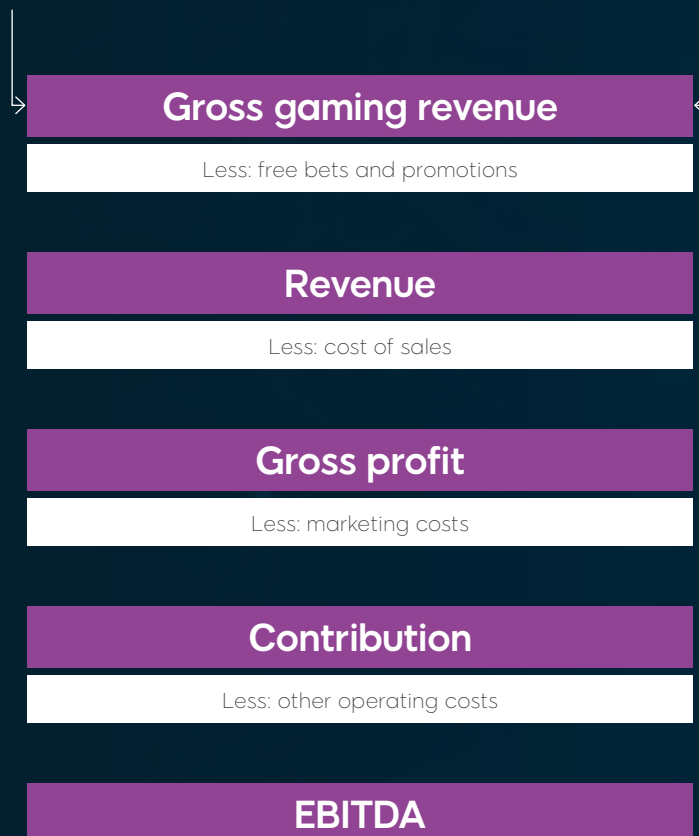 Gross gaming revenue
Less: free bets and promotions
Revenue
Less: cost of sales
Gross profit
Less: marketing costs
Contribution
Less: other operating costs
EBITDA